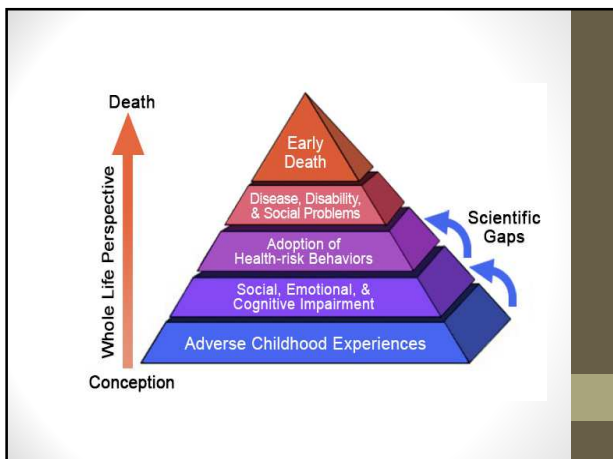 Death
Whole Life Perspective
Conception
Early
Death
Disease, Disability,
& Social Problems
Adoption of
Health-risk Behaviors
Social, Emotional, &
Cognitive Impairment
Adverse Childhood Experiences
Scientific
Gaps